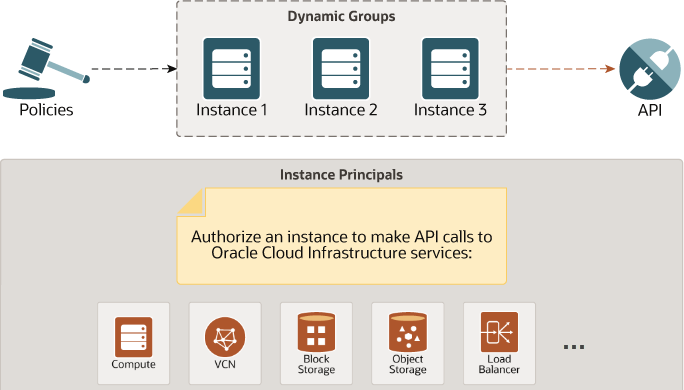 Dynamic Groups
Policies
Instance 1
Instance 2
Instance 3
API
Instance Principals
Authorize an instance to make API calls to
Oracle Cloud Infrastructure services:
Compute
VCN
Block
Storage
Object
Storage
Load
Balancer
...